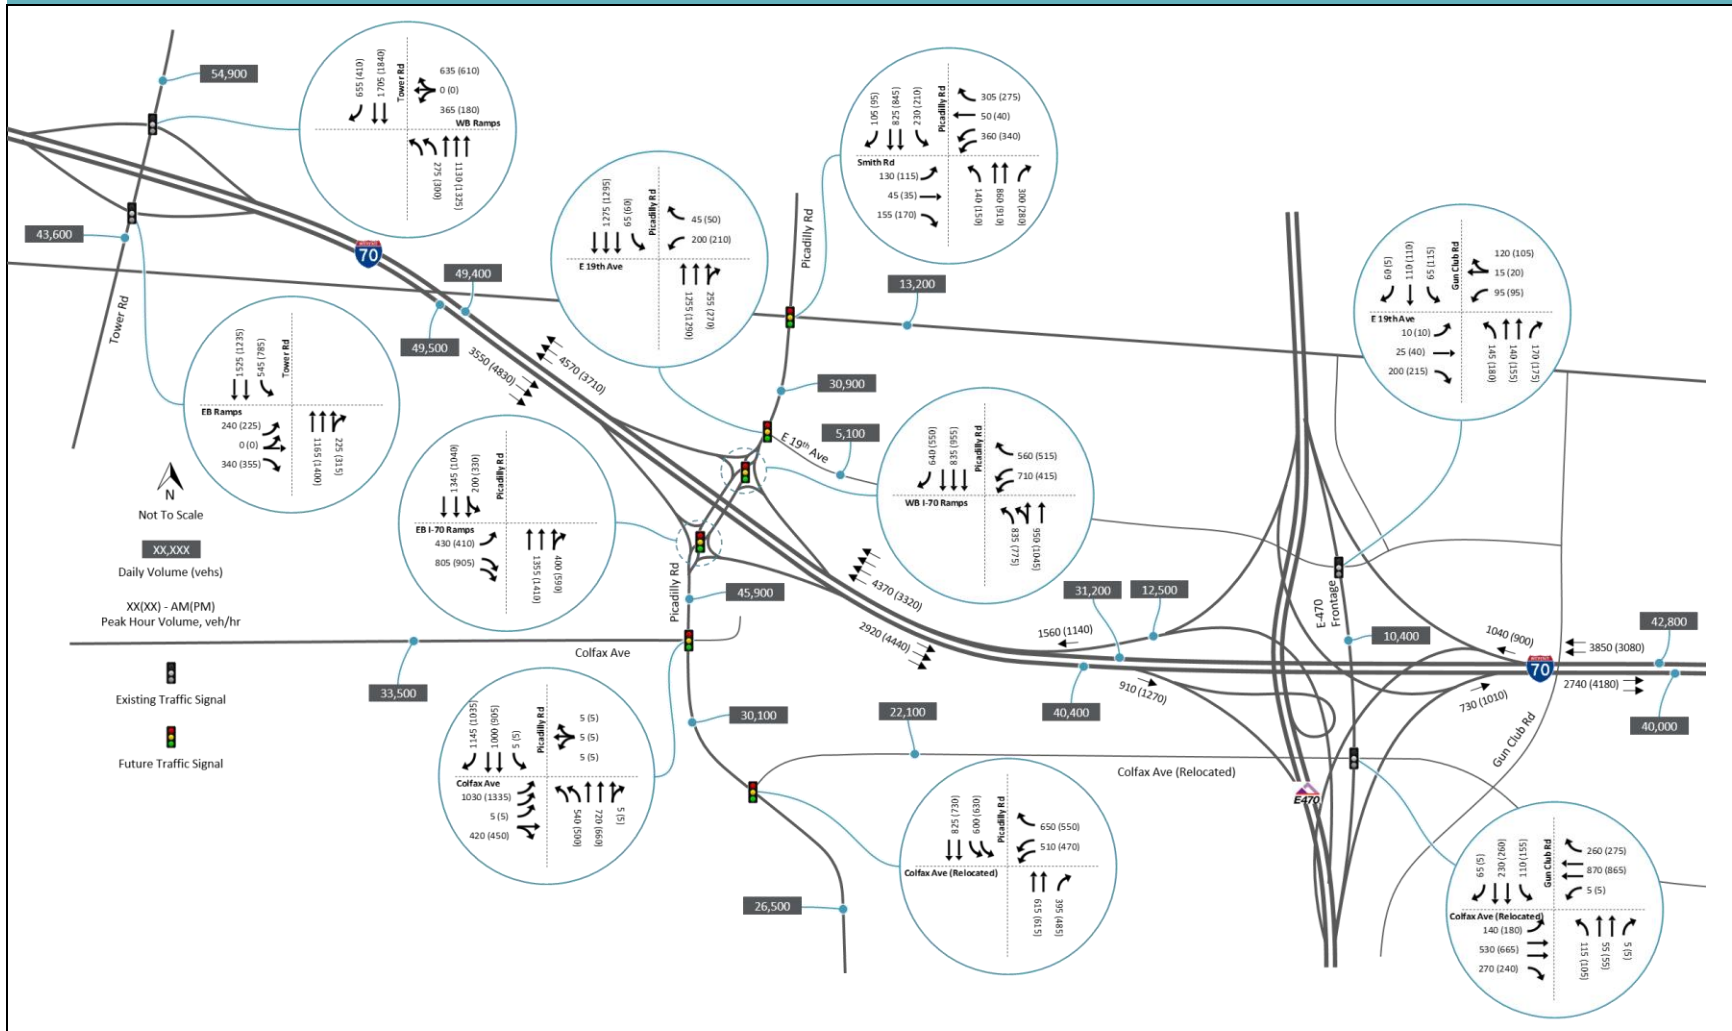 54,900
655 (410)
1705 (1840)
Tower Rd
635 (610)
0 (0)
365 (180)
WB Ramps
275 (300)
1130 (1325)
43,600
Tower Rd
INTERSTATE
70
49,400
49,500
3550 (4830)
4570 (3710)
1275 (1295)
65 (60)
Picadilly Rd
45 (50)
200 (210)
E 19th Ave
1255 (1290)
255 (270)
105 (95)
825 (845)
230 (210)
Picadilly Rd
305 (275)
50 (40)
360 (340)
Smith Rd
130 (115)
45 (35)
155 (170)
140 (150)
860 (910)
300 (280)
Picadilly Rd
13,200
30,900
5,100
E 19th Ave
60 (5)
110 (110)
65 (115)
Gun Club Rd
120 (105)
15 (20)
95 (95)
E 19th Ave
10 (10)
25 (40)
200 (215)
145 (180)
140 (155)
170 (175)
1525 (1235)
545 (785)
Tower Rd
EB Ramps
240 (225)
0 (0)
340 (355)
1165 (1400)
225 (315)
1345 (1040)
200 (330)
Picadilly Rd
EB I-70 Ramps
430 (410)
805 (905)
1355 (1410)
400 (590)
640 (550)
835 (955)
Picadilly Rd
560 (515)
710 (415)
WB I-70 Ramps
835 (775)
950 (1045)
N
Not To Scale
XX,XXX
Daily Volume (vehs)
XX(XX) - AM(PM)
Peak Hour Volume, veh/hr
Existing Traffic Signal
Future Traffic Signal
Picadilly Rd
45,900
4370 (3320)
2920 (4440)
31,200
12,500
1560 (1140)
E-470
Frontage
10,400
1040 (900)
42,800
3850 (3080)
INTERSTATE
70
910 (1270)
730 (1010)
2740 (4180)
40,400
40,000
Colfax Ave
33,500
30,100
22,100
Colfax Ave (Relocated)
Gun Club Rd
E470
1145 (1035)
1000 (905)
5 (5)
Picadilly Rd
5 (5)
5 (5)
5 (5)
Colfax Ave
1030 (1335)
5 (5)
420 (450)
540 (500)
720 (660)
5 (5)
26,500
825 (730)
600 (630)
Picadilly Rd
650 (550)
510 (470)
Colfax Ave (Relocated)
615 (615)
395 (485)
65 (5)
230 (260)
110 (155)
Gun Club Rd
260 (275)
870 (865)
5 (5)
Colfax Ave (Relocated)
140 (180)
530 (665)
270 (240)
115 (105)
55 (55)
5 (5)